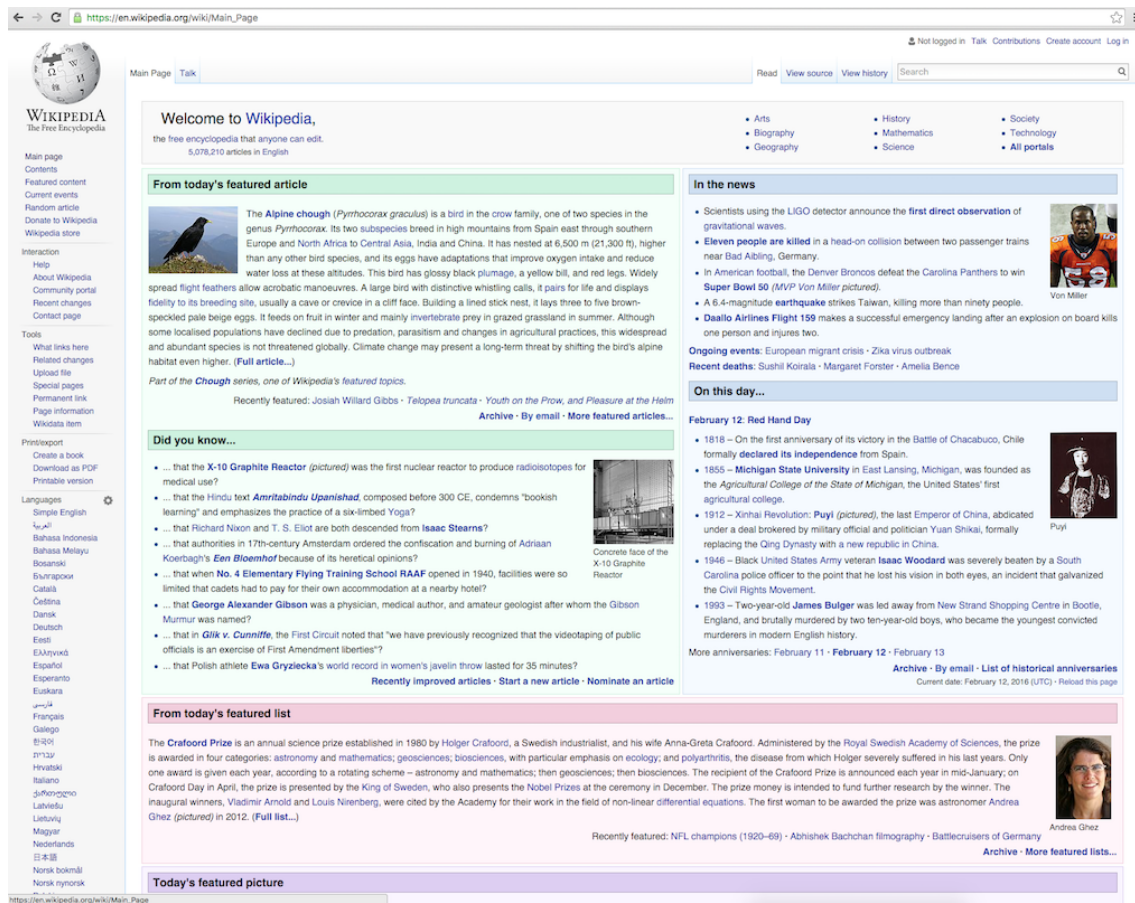 https://en.wikipedia.org/wiki/Main_Page
Not logged in Talk Contributions Create account Log in
Main Page Talk
Read View source View history Search
WIKIPEDIA
The Free Encyclopedia
Main page
Contents
Featured content
Current events
Random article
Donate to Wikipedia
Wikipedia store
Interaction
Help
About Wikipedia
Community portal
Recent changes
Contact page
Tools
What links here
Related changes
Upload file
Special pages
Permanent link
Page information
Wikidata item
Print/export
Create a book
Download as PDF
Printable version
Languages
Simple English
العربية
Bahasa Indonesia
Bahasa Melayu
Bosanski
Български
Català
Čeština
Dansk
Deutsch
Eesti
Ελληνικά
Español
Esperanto
Euskara
فارسی
Français
Galego
한국어
עברית
Hrvatski
Italiano
ქართული
Latviešu
Lietuvių
Magyar
Nederlands
日本語
Norsk bokmål
Norsk nynorsk
https://en.wikipedia.org/wiki/Main_Page
Welcome to Wikipedia,
the free encyclopedia that anyone can edit.
5,078,210 articles in English
• Arts
• Biography
• Geography
• History
• Mathematics
• Science
• Society
• Technology
• All portals
From today's featured article
The Alpine chough (Pyrrhocorax graculus) is a bird in the crow family, one of two species in the
genus Pyrrhocorax. Its two subspecies breed in high mountains from Spain east through southern
Europe and North Africa to Central Asia, India and China. It has nested at 6,500 m (21,300 ft), higher
than any other bird species, and its eggs have adaptations that improve oxygen intake and reduce
water loss at these altitudes. This bird has glossy black plumage, a yellow bill, and red legs. Widely
spread flight feathers allow acrobatic manoeuvres. A large bird with distinctive whistling calls, it pairs for life and displays
fidelity to its breeding site, usually a cave or crevice in a cliff face. Building a lined stick nest, it lays three to five brown-
speckled pale beige eggs. It feeds on fruit in winter and mainly invertebrate prey in grazed grassland in summer. Although
some localised populations have declined due to predation, parasitism and changes in agricultural practices, this widespread
and abundant species is not threatened globally. Climate change may present a long-term threat by shifting the bird's alpine
habitat even higher. (Full article...)
Part of the Chough series, one of Wikipedia's featured topics.
Recently featured: Josiah Willard Gibbs · Telopea truncata · Youth on the Prow, and Pleasure at the Helm
Archive · By email · More featured articles...
Did you know...
• ... that the X-10 Graphite Reactor (pictured) was the first nuclear reactor to produce radioisotopes for
medical use?
• ... that the Hindu text Amritabindu Upanishad, composed before 300 CE, condemns "bookish
learning" and emphasizes the practice of a six-limbed Yoga?
• ... that Richard Nixon and T. S. Eliot are both descended from Isaac Stearns?
• ... that authorities in 17th-century Amsterdam ordered the confiscation and burning of Adriaan
Koerbagh's Een Bloemhof because of its heretical opinions?
• ... that when No. 4 Elementary Flying Training School RAAF opened in 1940, facilities were so
limited that cadets had to pay for their own accommodation at a nearby hotel?
• ... that George Alexander Gibson was a physician, medical author, and amateur geologist after whom the Gibson
Murmur was named?
• ... that in Glik v. Cunniffe, the First Circuit noted that "we have previously recognized that the videotaping of public
officials is an exercise of First Amendment liberties"?
• ... that Polish athlete Ewa Gryziecka's world record in women's javelin throw lasted for 35 minutes?
Concrete face of the
X-10 Graphite
Reactor
Recently improved articles · Start a new article · Nominate an article
In the news
• Scientists using the LIGO detector announce the first direct observation of
gravitational waves.
• Eleven people are killed in a head-on collision between two passenger trains
near Bad Aibling, Germany.
• In American football, the Denver Broncos defeat the Carolina Panthers to win
Super Bowl 50 (MVP Von Miller pictured).
• A 6.4-magnitude earthquake strikes Taiwan, killing more than ninety people.
• Daallo Airlines Flight 159 makes a successful emergency landing after an explosion on board kills
one person and injures two.
58
Von Miller
Ongoing events: European migrant crisis · Zika virus outbreak
Recent deaths: Sushil Koirala · Margaret Forster · Amelia Bence
On this day...
February 12: Red Hand Day
• 1818 – On the first anniversary of its victory in the Battle of Chacabuco, Chile
formally declared its independence from Spain.
• 1855 – Michigan State University in East Lansing, Michigan, was founded as
the Agricultural College of the State of Michigan, the United States' first
agricultural college.
• 1912 – Xinhai Revolution: Puyi (pictured), the last Emperor of China, abdicated
under a deal brokered by military official and politician Yuan Shikai, formally
replacing the Qing Dynasty with a new republic in China.
• 1946 – Black United States Army veteran Isaac Woodard was severely beaten by a South
Carolina police officer to the point that he lost his vision in both eyes, an incident that galvanized
the Civil Rights Movement.
• 1993 – Two-year-old James Bulger was led away from New Strand Shopping Centre in Bootle,
England, and brutally murdered by two ten-year-old boys, who became the youngest convicted
murderers in modern English history.
Puyi
More anniversaries: February 11 · February 12 · February 13
Archive · By email · List of historical anniversaries
Current date: February 12, 2016 (UTC) · Reload this page
From today's featured list
The Crafoord Prize is an annual science prize established in 1980 by Holger Crafoord, a Swedish industrialist, and his wife Anna-Greta Crafoord. Administered by the Royal Swedish Academy of Sciences, the prize
is awarded in four categories: astronomy and mathematics; geosciences; biosciences, with particular emphasis on ecology; and polyarthritis, the disease from which Holger severely suffered in his last years. Only
one award is given each year, according to a rotating scheme – astronomy and mathematics; then geosciences; then biosciences. The recipient of the Crafoord Prize is announced each year in mid-January; on
Crafoord Day in April, the prize is presented by the King of Sweden, who also presents the Nobel Prizes at the ceremony in December. The prize money is intended to fund further research by the winner. The
inaugural winners, Vladimir Arnold and Louis Nirenberg, were cited by the Academy for their work in the field of non-linear differential equations. The first woman to be awarded the prize was astronomer Andrea
Ghez (pictured) in 2012. (Full list...)
Andrea Ghez
Recently featured: NFL champions (1920–69) · Abhishek Bachchan filmography · Battlecruisers of Germany
Archive · More featured lists...
Today's featured picture